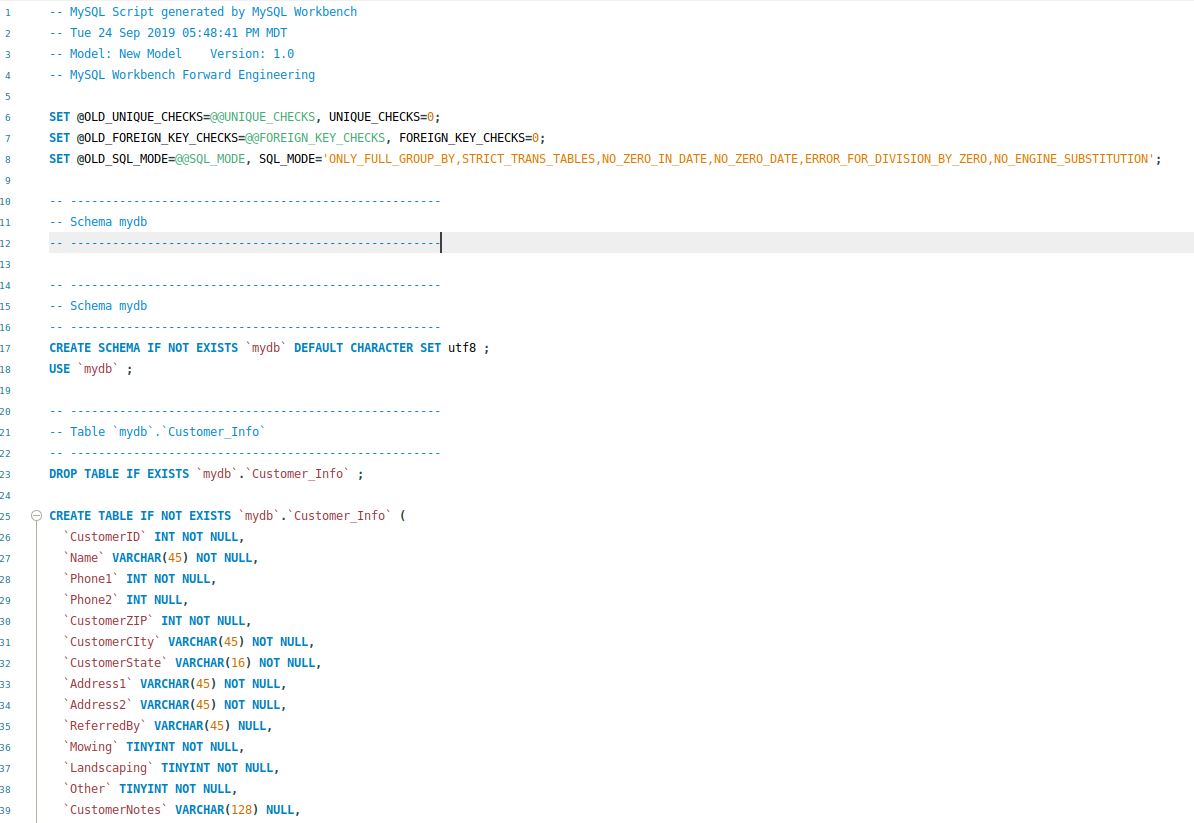 1 -- MySQL Script generated by MySQL Workbench
2 -- Tue 24 Sep 2019 05:48:41 PM MDT
3 -- Model: New Model    Version: 1.0
4 -- MySQL Workbench Forward Engineering
5
6 SET @OLD_UNIQUE_CHECKS=@@UNIQUE_CHECKS, UNIQUE_CHECKS=0;
7 SET @OLD_FOREIGN_KEY_CHECKS=@@FOREIGN_KEY_CHECKS, FOREIGN_KEY_CHECKS=0;
8 SET @OLD_SQL_MODE=@@SQL_MODE, SQL_MODE='ONLY_FULL_GROUP_BY,STRICT_TRANS_TABLES,NO_ZERO_IN_DATE,NO_ZERO_DATE,ERROR_FOR_DIVISION_BY_ZERO,NO_ENGINE_SUBSTITUTION';
9
10 -- -----------------------------------------------------
11 -- Schema mydb
12 -- -----------------------------------------------------
13
14 -- -----------------------------------------------------
15 -- Schema mydb
16 -- -----------------------------------------------------
17 CREATE SCHEMA IF NOT EXISTS `mydb` DEFAULT CHARACTER SET utf8 ;
18 USE `mydb` ;
19
20 -- -----------------------------------------------------
21 -- Table `mydb`.`Customer_Info`
22 -- -----------------------------------------------------
23 DROP TABLE IF EXISTS `mydb`.`Customer_Info` ;
24
25 CREATE TABLE IF NOT EXISTS `mydb`.`Customer_Info` (
26   `CustomerID` INT NOT NULL,
27   `Name` VARCHAR(45) NOT NULL,
28   `Phone1` INT NOT NULL,
29   `Phone2` INT NULL,
30   `CustomerZIP` INT NOT NULL,
31   `CustomerCIty` VARCHAR(45) NOT NULL,
32   `CustomerState` VARCHAR(16) NOT NULL,
33   `Address1` VARCHAR(45) NOT NULL,
34   `Address2` VARCHAR(45) NOT NULL,
35   `ReferredBy` VARCHAR(45) NULL,
36   `Mowing` TINYINT NOT NULL,
37   `Landscaping` TINYINT NOT NULL,
38   `Other` TINYINT NOT NULL,
39   `CustomerNotes` VARCHAR(128) NULL,